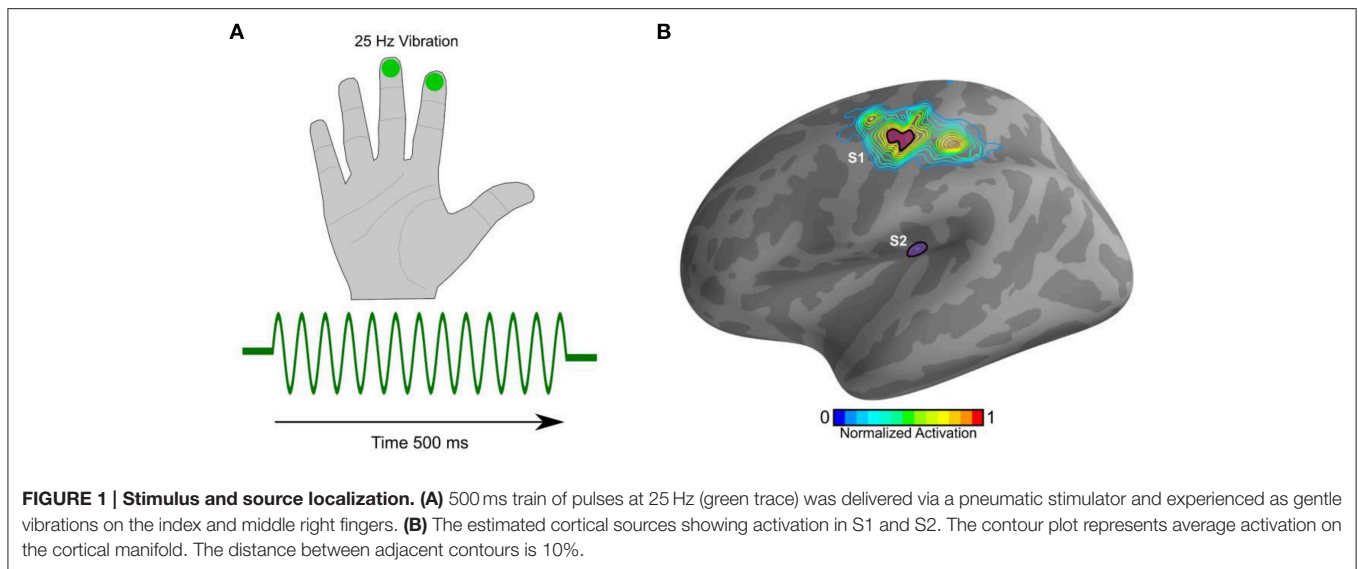 A
25 Hz Vibration
Time 500 ms
B
S1
S2
0 1
Normalized Activation
FIGURE 1 | Stimulus and source localization. (A) 500 ms train of pulses at 25 Hz (green trace) was delivered via a pneumatic stimulator and experienced as gentle
vibrations on the index and middle right fingers. (B) The estimated cortical sources showing activation in S1 and S2. The contour plot represents average activation on
the cortical manifold. The distance between adjacent contours is 10%.